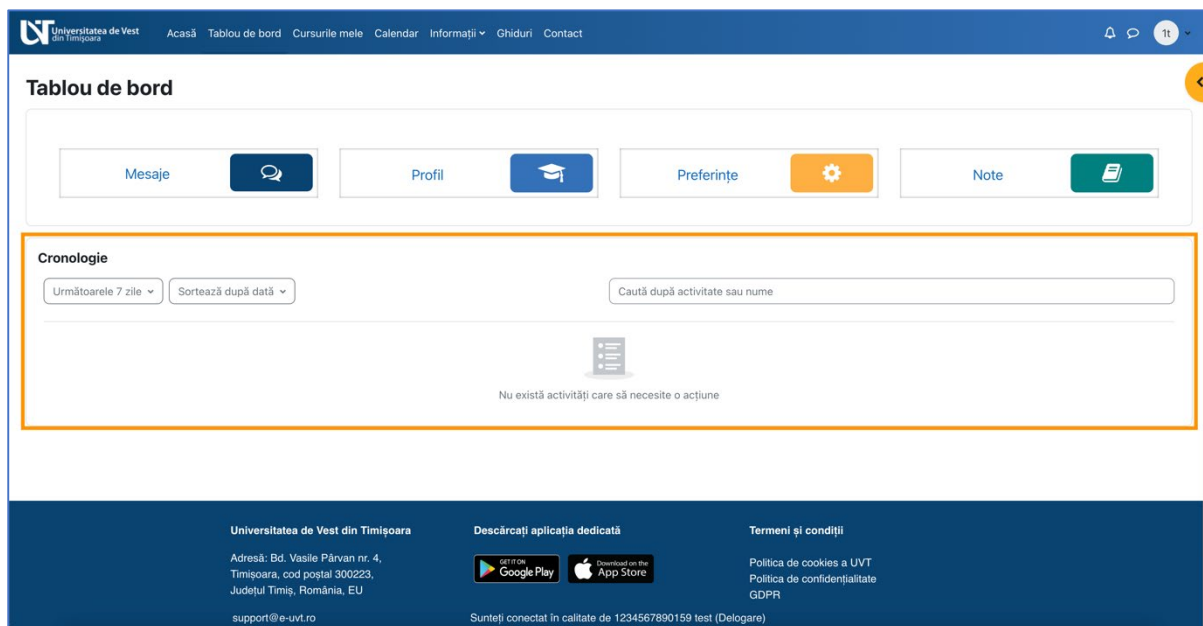 Universitatea de Vest
din Timișoara
Acasă Tablou de bord Cursurile mele Calendar Informații Ghiduri Contact
1t
Tablou de bord
Mesaje
Profil
Preferințe
Note
Cronologie
Următoarele 7 zile
Sortează după dată
Caută după activitate sau nume
Nu există activități care să necesite o acțiune
Universitatea de Vest din Timișoara
Adresă: Bd. Vasile Pârvan nr. 4,
Timișoara, cod poștal 300223,
Județul Timiș, România, EU
support@e-uvt.ro
Descărcați aplicația dedicată
GET IT ON
Google Play
Download on the
App Store
Sunteți conectat în calitate de 1234567890159 test (Delogare)
Termeni și condiții
Politica de cookies a UVT
Politica de confidențialitate
GDPR